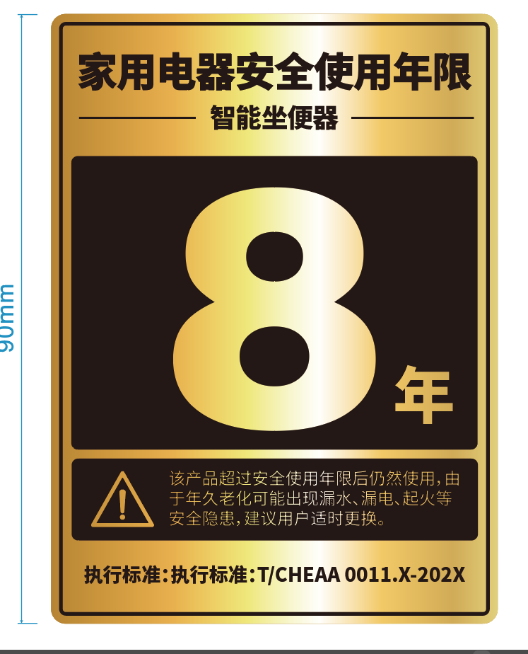 家用电器安全使用年限
智能坐便器
8
年
90mm
该产品超过安全使用年限后仍然使用,由
于年久老化可能出现漏水、漏电、起火等
安全隐患,建议用户适时更换。
执行标准:执行标准:T/CHEAA 0011.X-202X